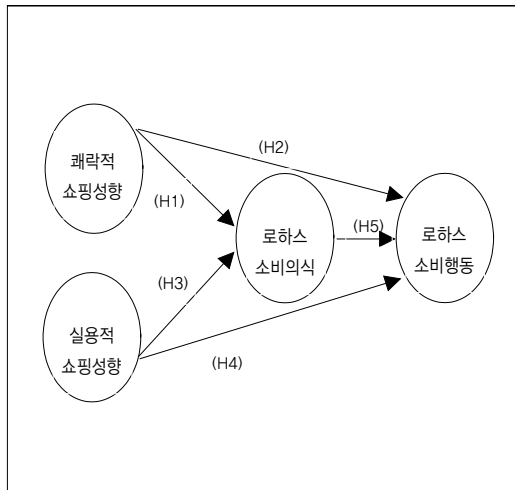 쾌락적
쇼핑성향
(H1)
(H2)
로하스
소비의식
(H5)
로하스
소비행동
(H3)
실용적
쇼핑성향
(H4)